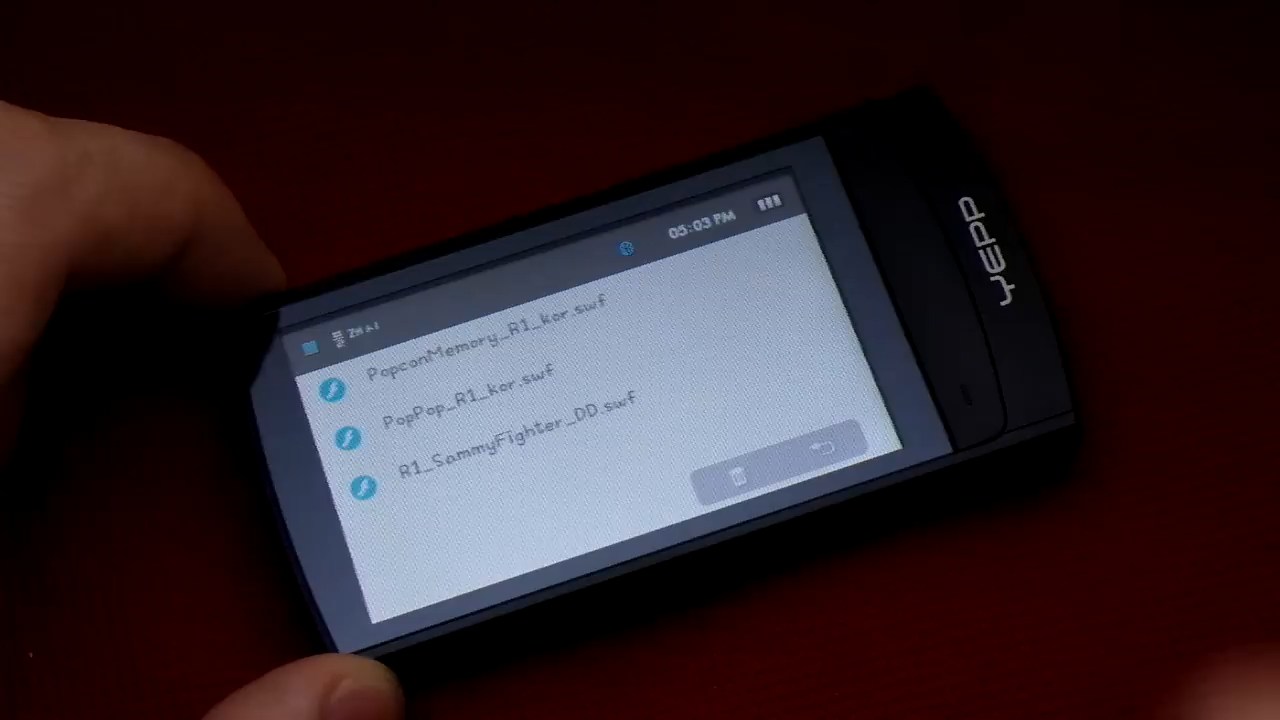 05:03 PM
PopconMemory_R1_kor.swf
PopPop_R1_kor.swf
R1_SammyFighter_DD.swf
YEPP